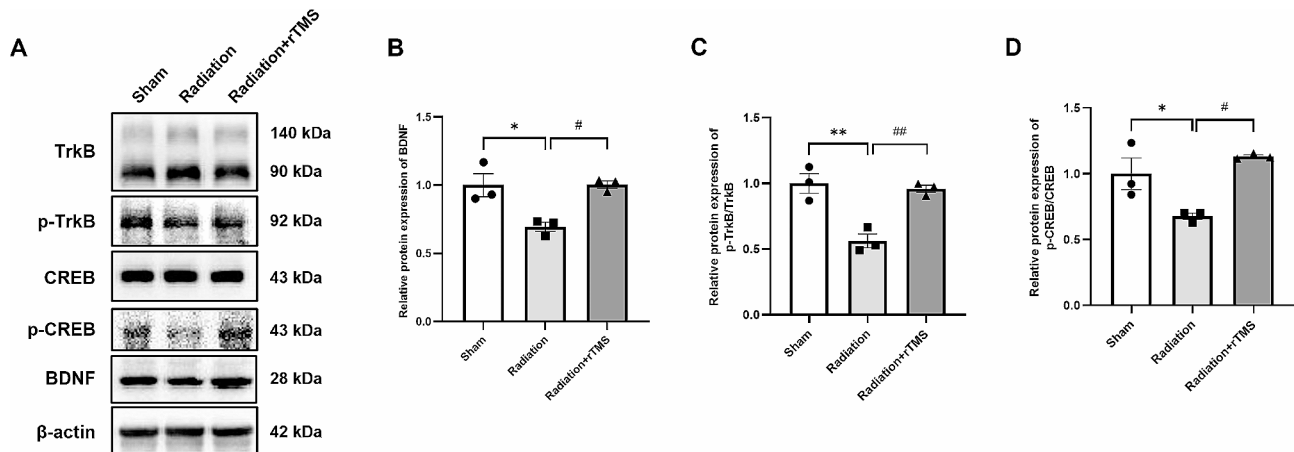 A
Sham
Radiation
Radiation+rTMS
TrkB
140 kDa
90 kDa
p-TrkB
92 kDa
CREB
43 kDa
p-CREB
43 kDa
BDNF
28 kDa
β-actin
42 kDa
B
Relative protein expression of BDNF
1.5
1.0
0.5
0.0
*
#
Sham
Radiation
Radiation+rTMS
C
Relative protein expression of
p-TrkB/TrkB
1.5
1.0
0.5
0.0
**
##
Sham
Radiation
Radiation+rTMS
D
Relative protein expression of
p-CREB/CREB
1.5
1.0
0.5
0.0
*
#
Sham
Radiation
Radiation+rTMS